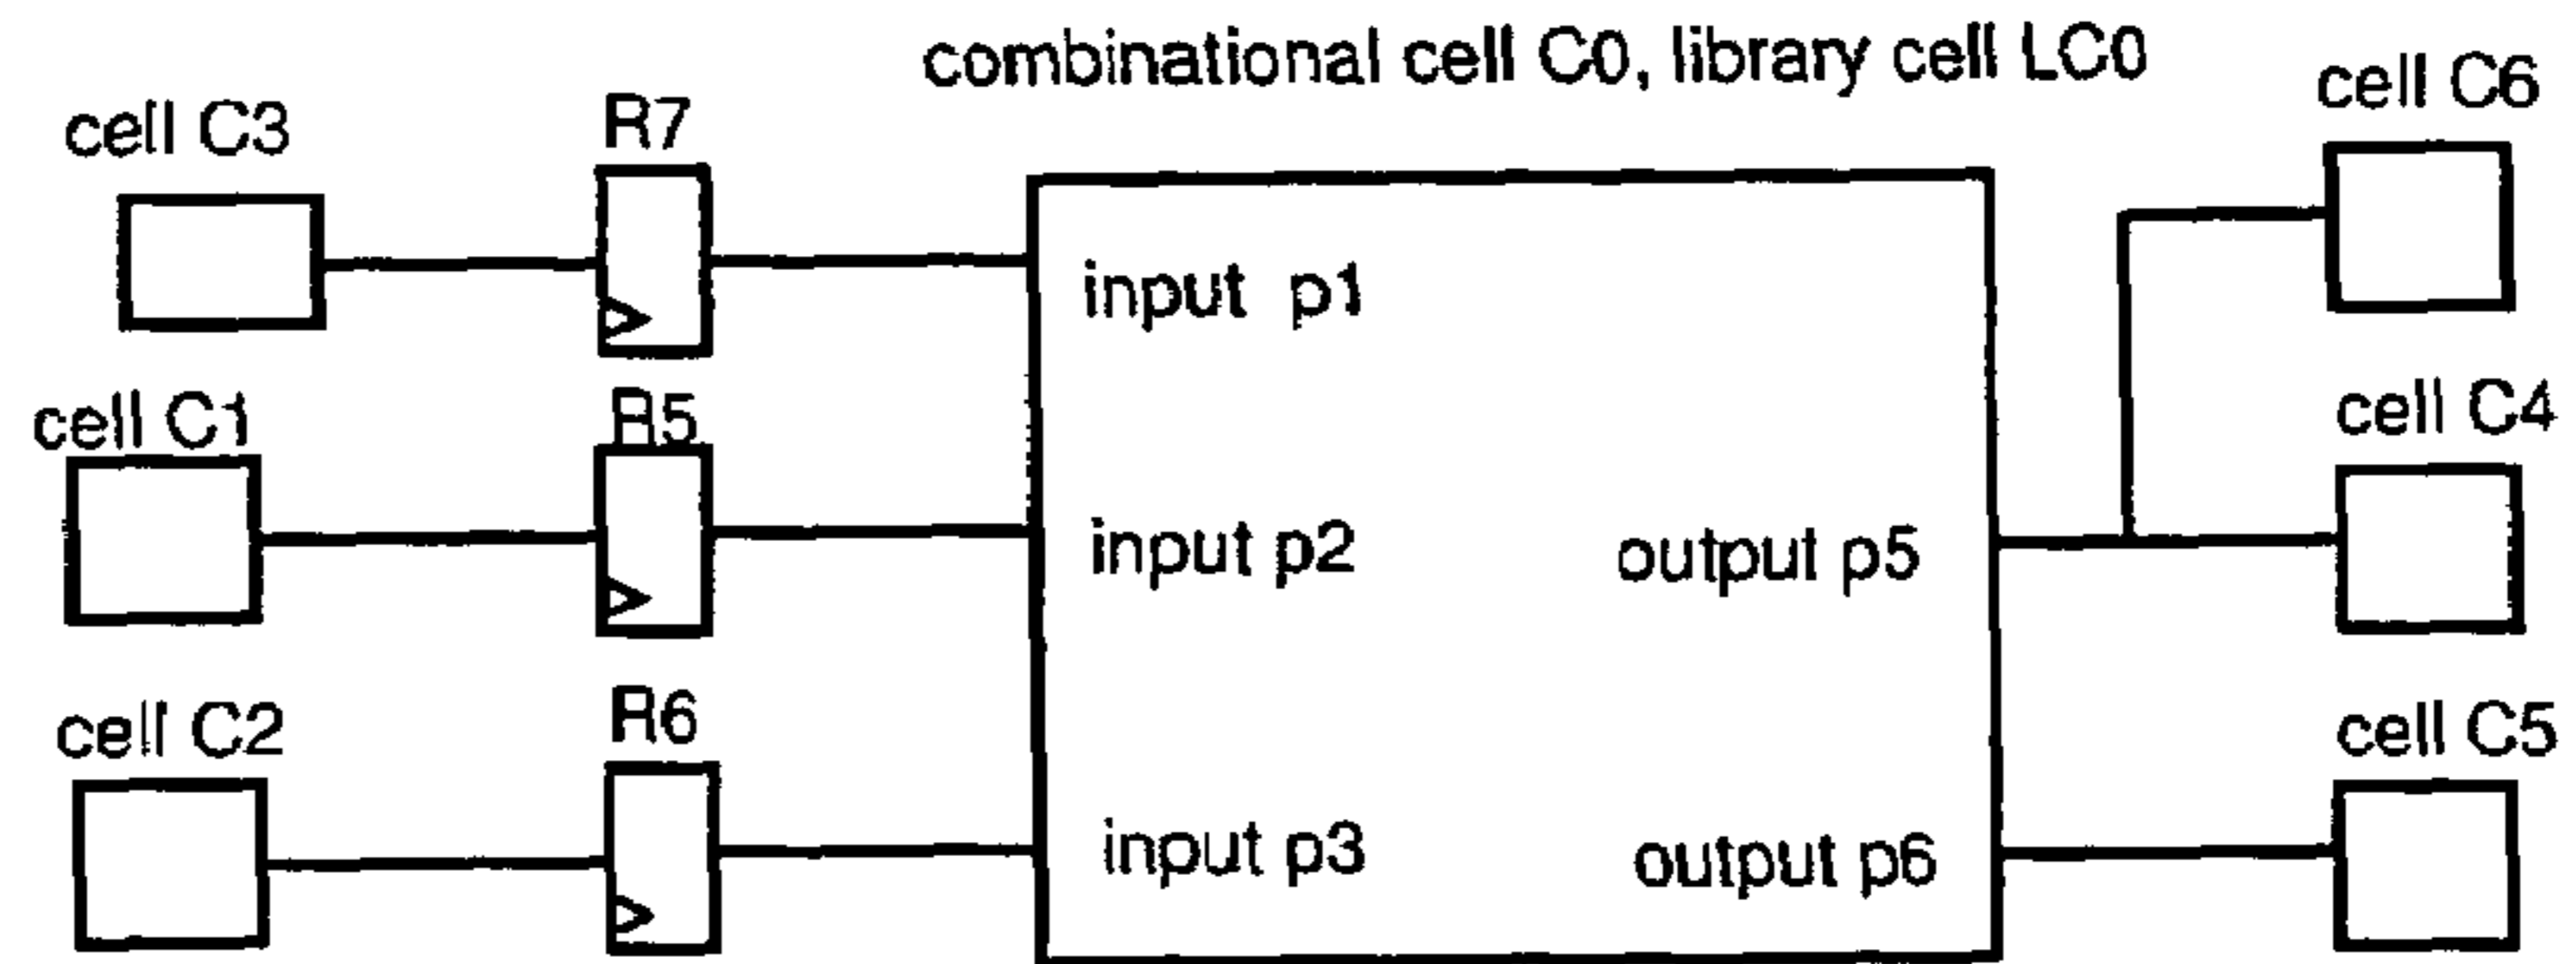 combinational cell C0, library cell LC0
cell C3
R7
cell C6
input p1
cell C1
R5
cell C4
input p2
output p5
cell C2
R6
cell C5
input p3
output p6